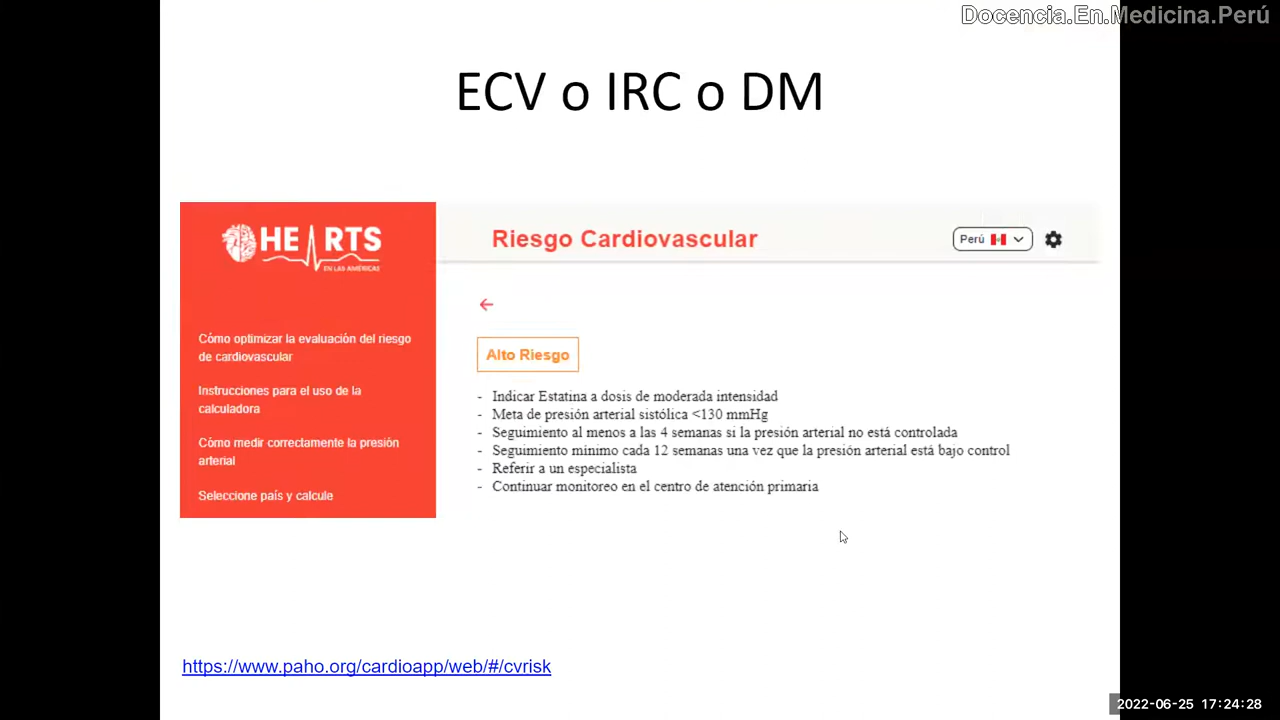 Docencia.En.Medicina.Perú
ECV o IRC o DM
HEARTS
EN LAS AMÉRICAS
Riesgo Cardiovascular
Perú
Cómo optimizar la evaluación del riesgo
de cardiovascular
Instrucciones para el uso de la
calculadora
Cómo medir correctamente la presión
arterial
Seleccione país y calcule
Alto Riesgo
- Indicar Estatina a dosis de moderada intensidad
- Meta de presión arterial sistólica <130 mmHg
- Seguimiento al menos a las 4 semanas si la presión arterial no está controlada
- Seguimiento mínimo cada 12 semanas una vez que la presión arterial está bajo control
- Referir a un especialista
- Continuar monitoreo en el centro de atención primaria
https://www.paho.org/cardioapp/web/#/cvrisk
2022-06-25 17:24:28